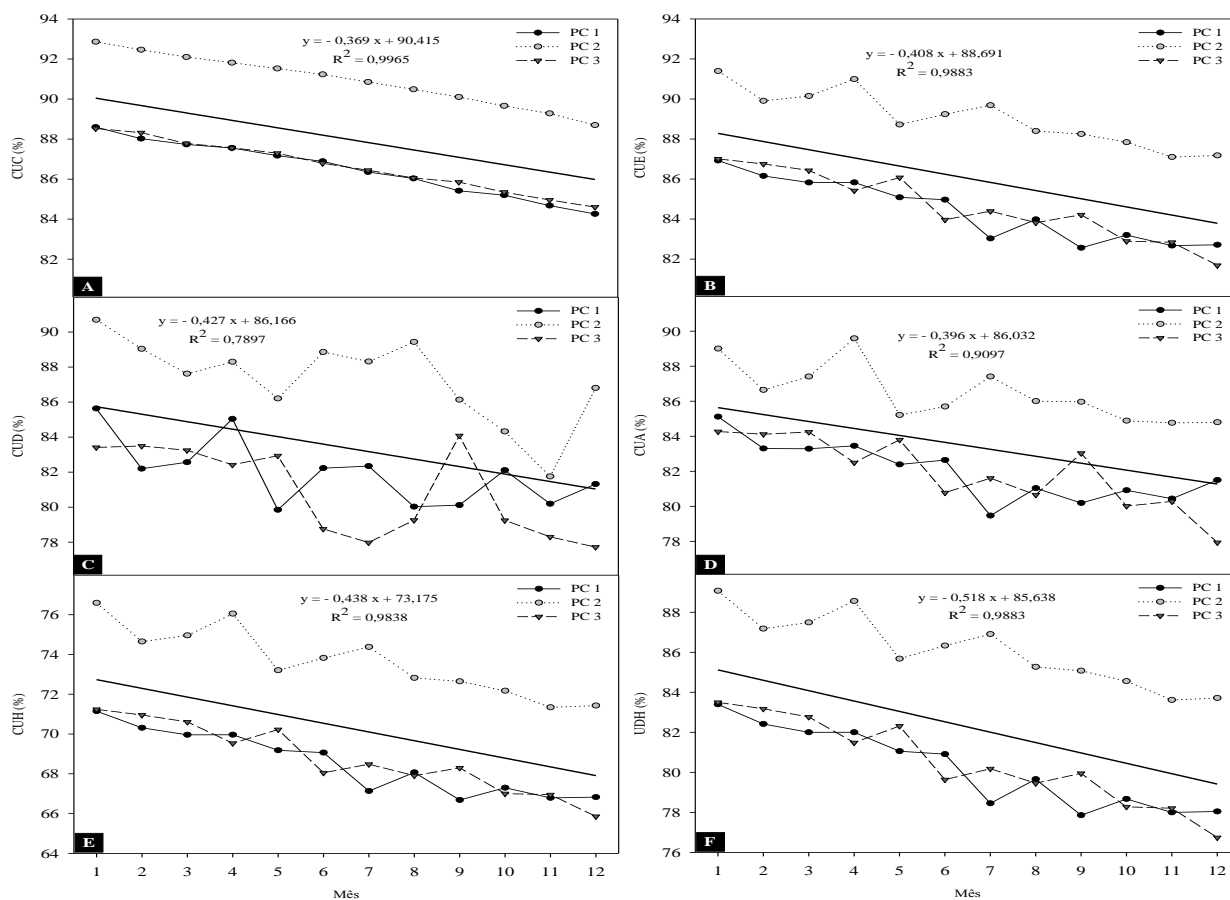 94
92
90
88
86
84
82
CUC (%)
y = - 0,369 x + 90,415
R² = 0,9965
PC 1
PC 2
PC 3
A
94
92
90
88
86
84
82
CUE (%)
y = - 0,408 x + 88,691
R² = 0,9883
PC 1
PC 2
PC 3
B
90
88
86
84
82
80
78
CUD (%)
y = - 0,427 x + 86,166
R² = 0,7897
PC 1
PC 2
PC 3
C
90
88
86
84
82
80
78
CUA (%)
y = - 0,396 x + 86,032
R² = 0,9097
PC 1
PC 2
PC 3
D
76
74
72
70
68
66
64
CUH (%)
y = - 0,438 x + 73,175
R² = 0,9838
PC 1
PC 2
PC 3
E
1 2 3 4 5 6 7 8 9 10 11 12
Mês
88
86
84
82
80
78
76
UDH (%)
y = - 0,518 x + 85,638
R² = 0,9883
PC 1
PC 2
PC 3
F
1 2 3 4 5 6 7 8 9 10 11 12
Mês